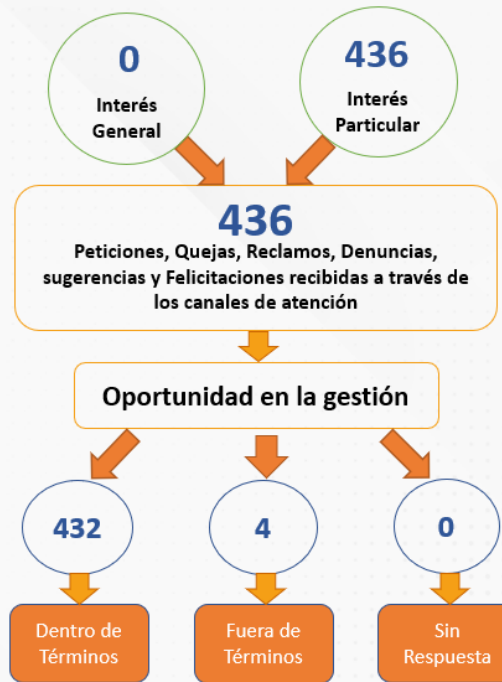 0
Interés
General
436
Interés
Particular
436
Peticiones, Quejas, Reclamos, Denuncias,
sugerencias y Felicitaciones recibidas a través de
los canales de atención
Oportunidad en la gestión
432
4
0
Dentro de
Términos
Fuera de
Términos
Sin
Respuesta